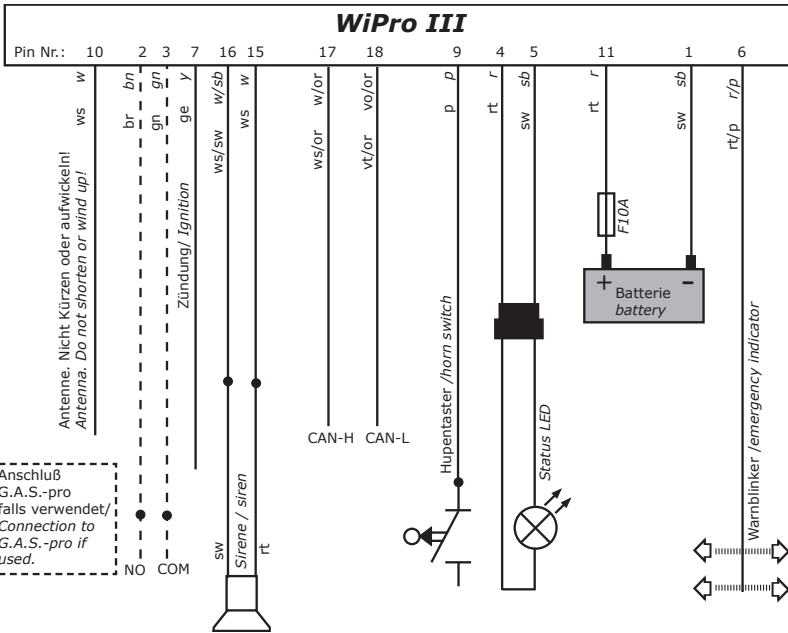 WiPro III
Pin Nr.: 10 2 3 7 16 15 17 18 9 4 5 11 1 6
w bn gn y w/sb w w/or vo/or p r sb r sb r/p
ws br gn ge ws/sw ws ws/or vt/or p rt sw rt sw rt/p
Antenne. Nicht Kürzen oder aufwickeln!
Antenna. Do not shorten or wind up!
Zündung/ Ignition
F10A
+ -
Batterie
battery
Hupentaster /horn switch
Status LED
Warnblinker /emergency indicator
CAN-H CAN-L
Anschluß
G.A.S.-pro
falls verwendet/
Connection to
G.A.S.-pro if
used.
NO COM
sw
Sirene / siren
rt